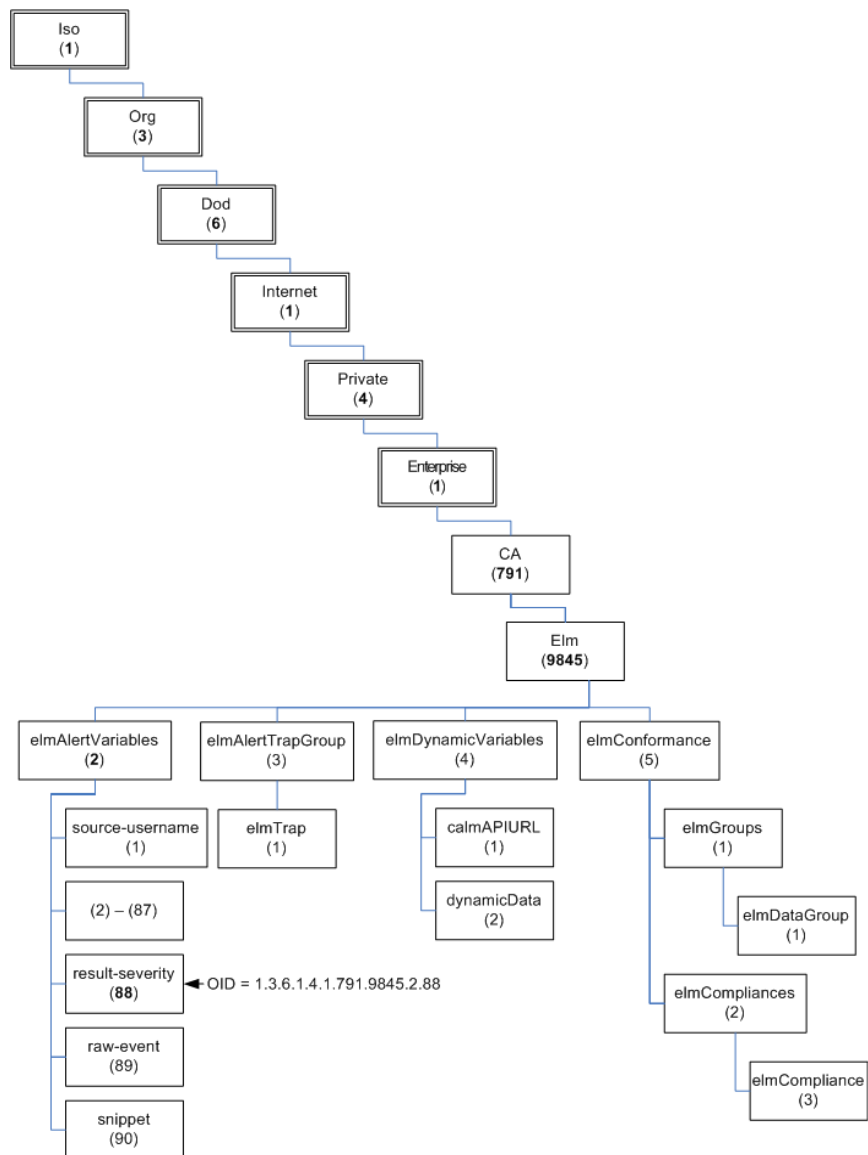 Iso
(1)
Org
(3)
Dod
(6)
Internet
(1)
Private
(4)
Enterprise
(1)
CA
(791)
Elm
(9845)
elmAlertVariables
(2)
elmAlertTrapGroup
(3)
elmDynamicVariables
(4)
elmConformance
(5)
source-username
(1)
elmTrap
(1)
calmAPIURL
(1)
elmGroups
(1)
(2) – (87)
dynamicData
(2)
elmDataGroup
(1)
result-severity
(88)
OID = 1.3.6.1.4.1.791.9845.2.88
elmCompliances
(2)
raw-event
(89)
elmCompliance
(3)
snippet
(90)